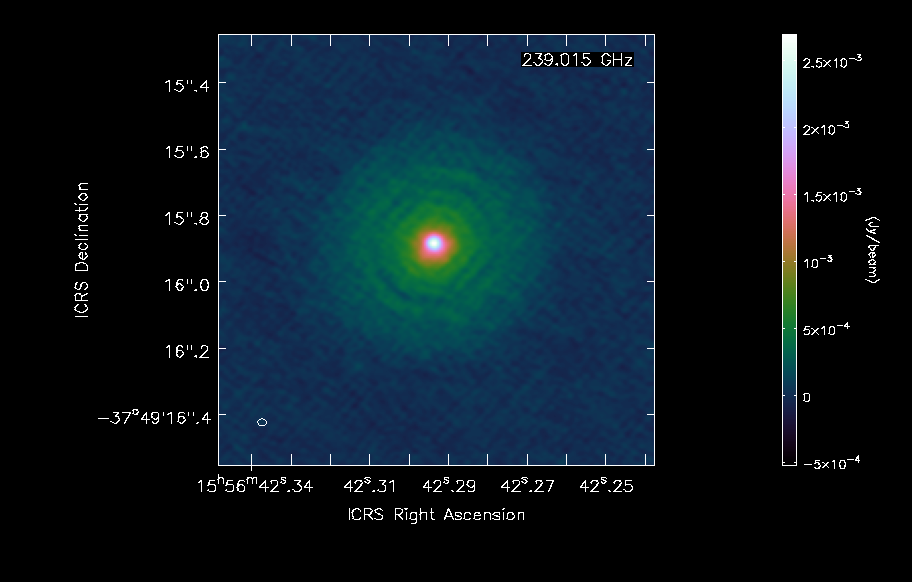 239.015 GHz
15".4
15".6
15".8
16".0
16".2
−37°49'16".4
ICRS Declination
15ʰ56ᵐ42ˢ.34
42ˢ.31
42ˢ.29
42ˢ.27
42ˢ.25
ICRS Right Ascension
2.5×10⁻³
2×10⁻³
1.5×10⁻³
10⁻³
5×10⁻⁴
0
−5×10⁻⁴
(Jy/beam)